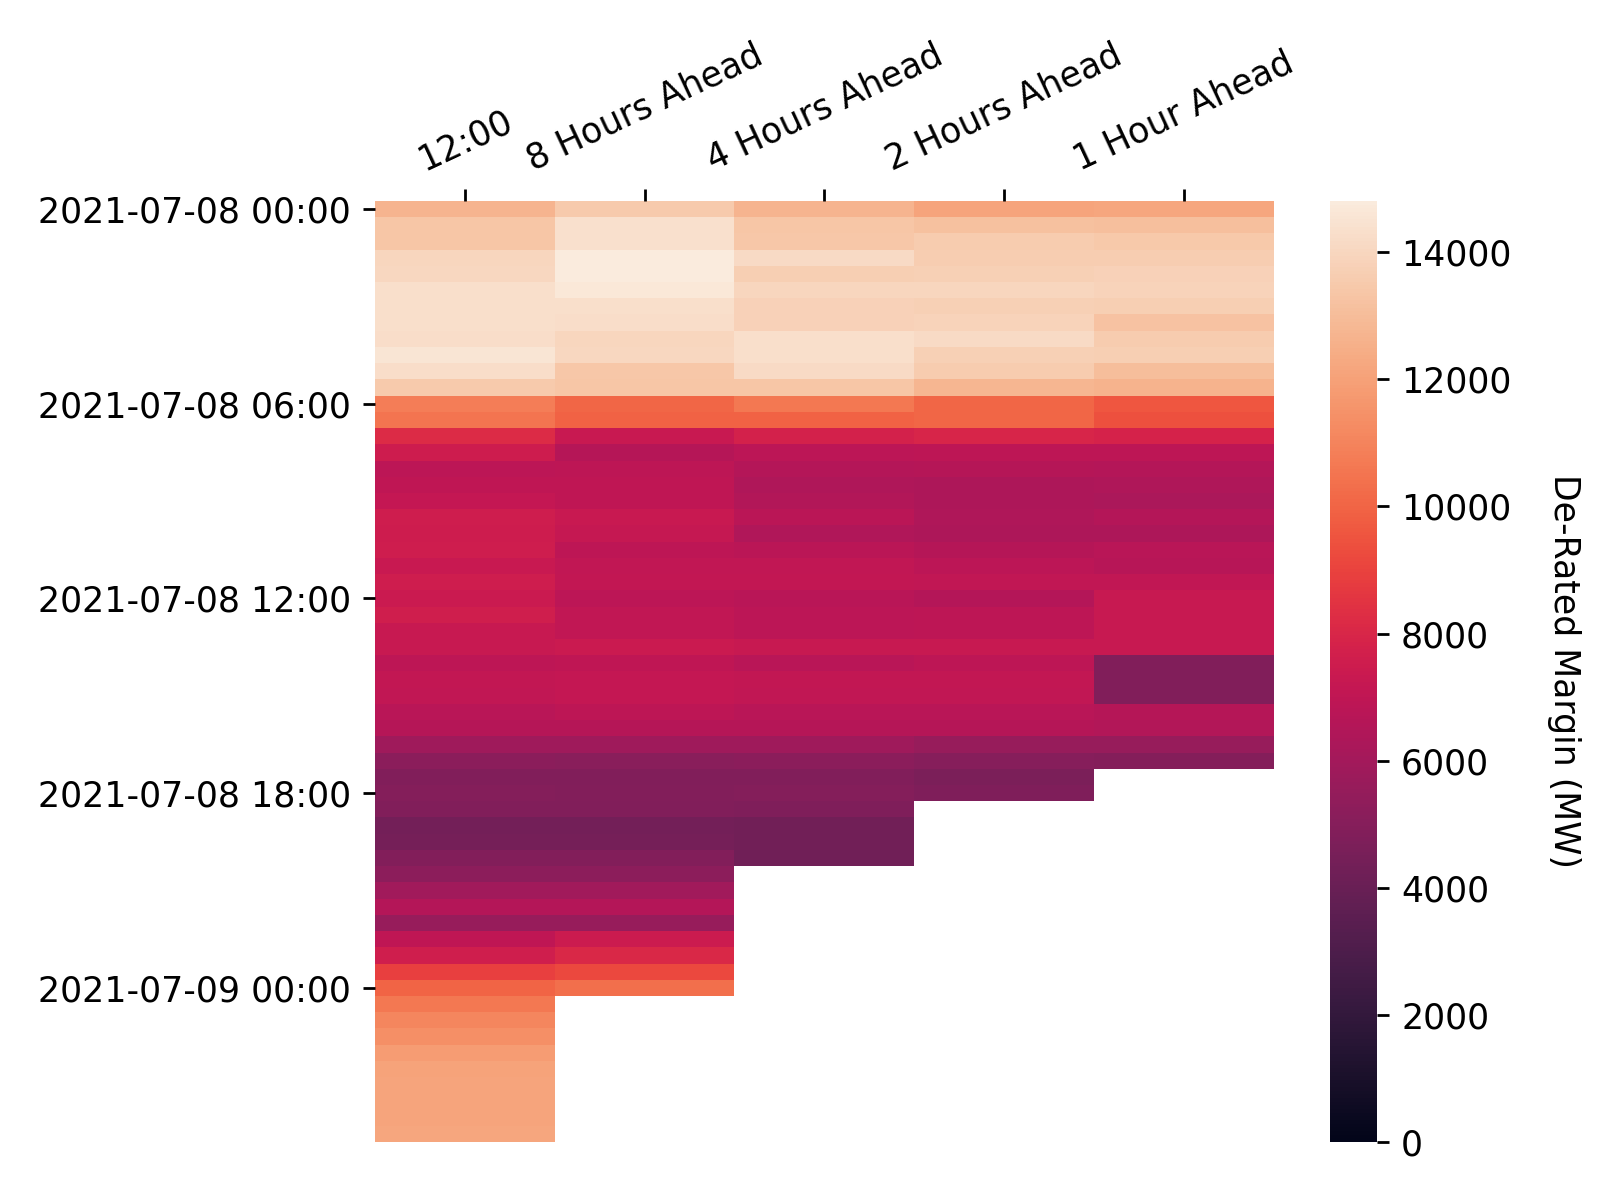 12:00
8 Hours Ahead
4 Hours Ahead
2 Hours Ahead
1 Hour Ahead
2021-07-08 00:00
2021-07-08 06:00
2021-07-08 12:00
2021-07-08 18:00
2021-07-09 00:00
14000
12000
10000
8000
6000
4000
2000
0
De-Rated Margin (MW)